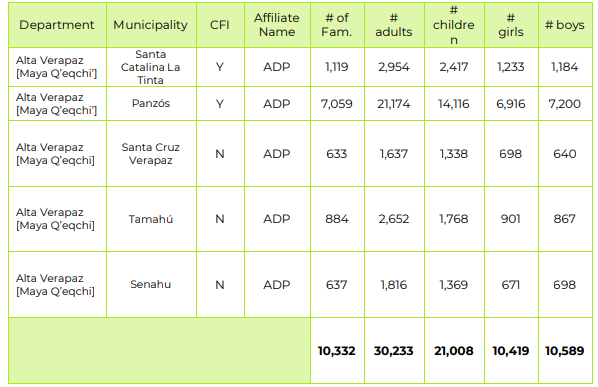 Department Municipality CFI Affiliate Name # of Fam. # adults # childre n # girls # boys
Alta Verapaz [Maya Q’eqchi’] Santa Catalina La Tinta Y ADP 1,119 2,954 2,417 1,233 1,184
Alta Verapaz [Maya Q’eqchi’] Panzós Y ADP 7,059 21,174 14,116 6,916 7,200
Alta Verapaz [Maya Q’eqchi] Santa Cruz Verapaz N ADP 633 1,637 1,338 698 640
Alta Verapaz [Maya Q’eqchi] Tamahú N ADP 884 2,652 1,768 901 867
Alta Verapaz [Maya Q’eqchi] Senahu N ADP 637 1,816 1,369 671 698
10,332 30,233 21,008 10,419 10,589